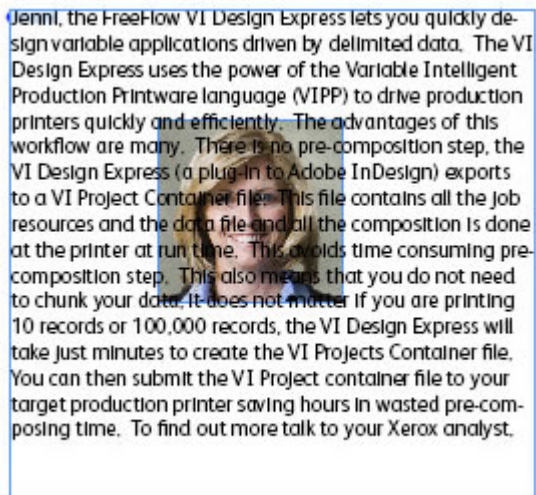 Jenni, the FreeFlow VI Design Express lets you quickly de-
sign variable applications driven by delimited data.  The VI
Design Express uses the power of the Variable Intelligent
Production Printware language (VIPP) to drive production
printers quickly and efficiently.  The advantages of this
workflow are many.  There is no pre-composition step, the
VI Design Express (a plug-in to Adobe InDesign) exports
to a VI Project Container file.  This file contains all the job
resources and the data file and all the composition is done
at the printer at run time.  This avoids time consuming pre-
composition step.  This also means that you do not need
to chunk your data, it does not matter if you are printing
10 records or 100,000 records, the VI Design Express will
take just minutes to create the VI Projects Container file.
You can then submit the VI Project container file to your
target production printer saving hours in wasted pre-com-
posing time.  To find out more talk to your Xerox analyst.